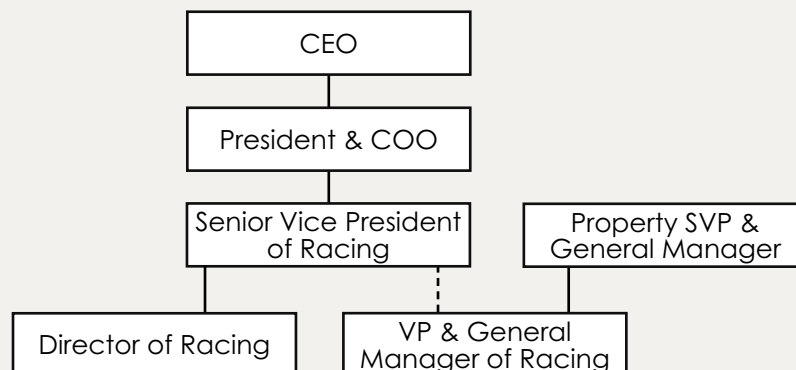 CEO
President & COO
Senior Vice President
of Racing
Property SVP &
General Manager
Director of Racing
VP & General
Manager of Racing